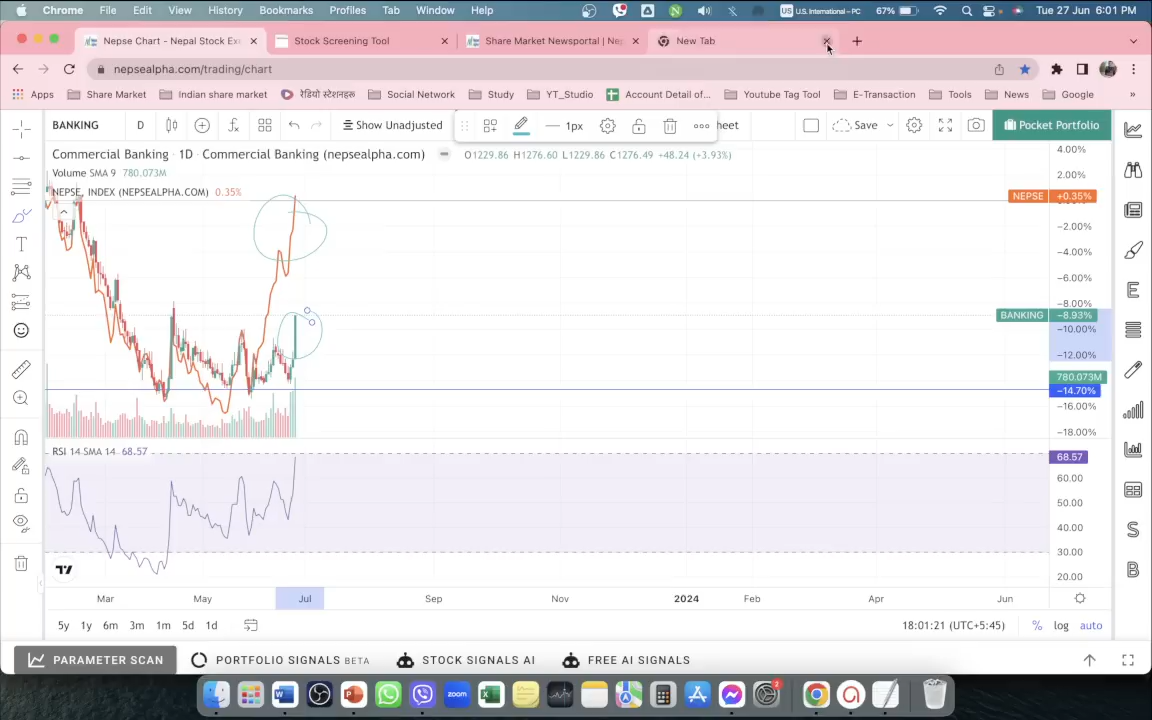 Chrome File Edit View History Bookmarks Profiles Tab Window Help U.S. International – PC 67% Tue 27 Jun 6:01 PM
Nepse Chart - Nepal Stock Ex Stock Screening Tool Share Market Newsportal | Ne New Tab
nepsealpha.com/trading/chart
Apps Share Market Indian share market रेडियो स्टेशनहरू Social Network Study YT_Studio Account Detail of... Youtube Tag Tool E-Transaction Tools News Google »
BANKING D Show Unadjusted 1px heet Save Pocket Portfolio
Commercial Banking · 1D · Commercial Banking (nepsealpha.com) O1229.86 H1276.60 L1229.86 C1276.49 +48.24 (+3.93%)
Volume SMA 9 780.073M
NEPSE, INDEX (NEPSEALPHA.COM) 0.35%
4.00%
2.00%
NEPSE +0.35%
−2.00%
−4.00%
−6.00%
−8.00%
BANKING −8.93%
−10.00%
−12.00%
780.073M
−14.70%
−16.00%
−18.00%
RSI 14 SMA 14 68.57
68.57
60.00
50.00
40.00
30.00
20.00
Mar May Jul Sep Nov 2024 Feb Apr Jun
5y 1y 6m 3m 1m 5d 1d 18:01:21 (UTC+5:45) % log auto
PARAMETER SCAN PORTFOLIO SIGNALS BETA STOCK SIGNALS AI FREE AI SIGNALS
zoom 2